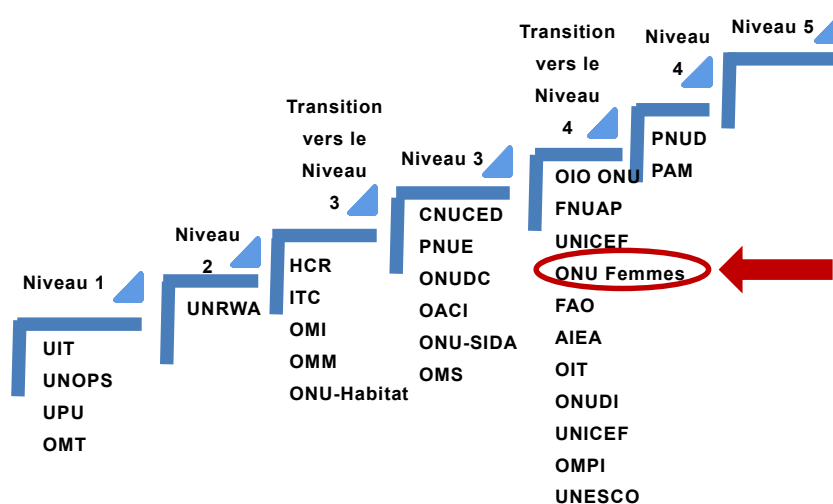 Niveau 1
UIT
UNOPS
UPU
OMT
Niveau
2
UNRWA
Transition
vers le
Niveau
3
HCR
ITC
OMI
OMM
ONU-Habitat
Niveau 3
CNUCED
PNUE
ONUDC
OACI
ONU-SIDA
OMS
Transition
vers le
Niveau
4
OIO ONU
FNUAP
UNICEF
ONU Femmes
FAO
AIEA
OIT
ONUDI
UNICEF
OMPI
UNESCO
Niveau
4
PNUD
PAM
Niveau 5